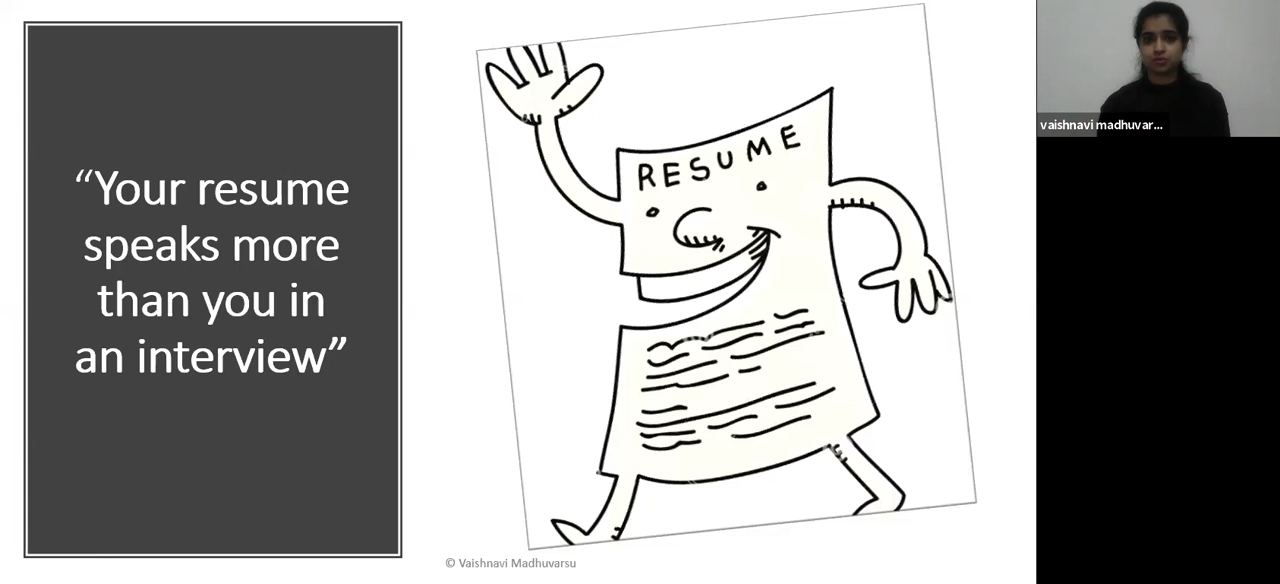 “Your resume
speaks more
than you in
an interview”
RESUME
vaishnavi madhuvar...
© Vaishnavi Madhuvarsu